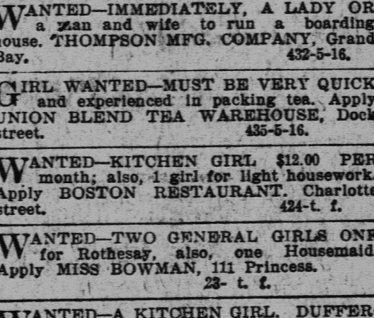 WANTED—IMMEDIATELY, A LADY OR
a man and wife to run a boarding
ouse. THOMPSON MFG. COMPANY, Grand
Bay. 432-5-16.
GIRL WANTED—MUST BE VERY QUICK
and experienced in packing tea. Apply
UNION BLEND TEA WAREHOUSE, Dock
street. 435-5-16.
WANTED—KITCHEN GIRL $12.00 PER
month; also, 1 girl for light housework.
Apply BOSTON RESTAURANT. Charlotte
street. 424-t. f.
WANTED—TWO GENERAL GIRLS ONE
for Rothesay, also, one Housemaid
Apply MISS BOWMAN, 111 Princess.
23- t. f.
WANTED—A KITCHEN GIRL. DUFFER-